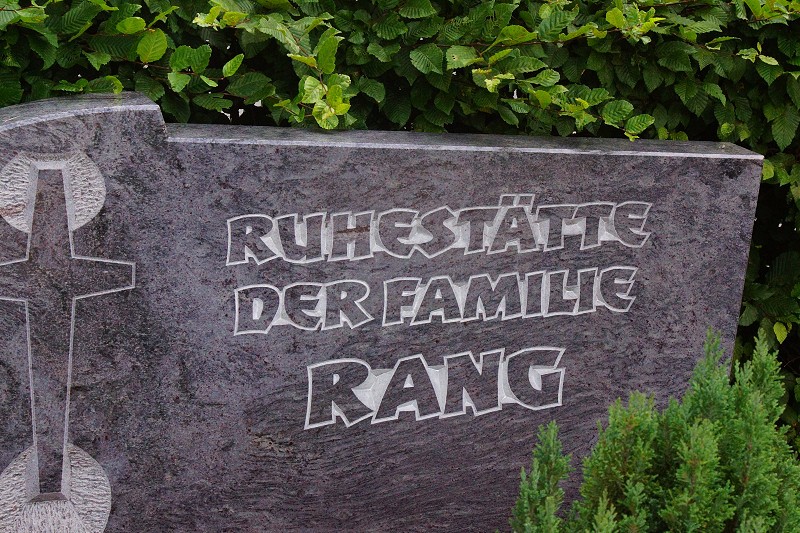 RUHESTÄTTE
DER FAMILIE
RANG